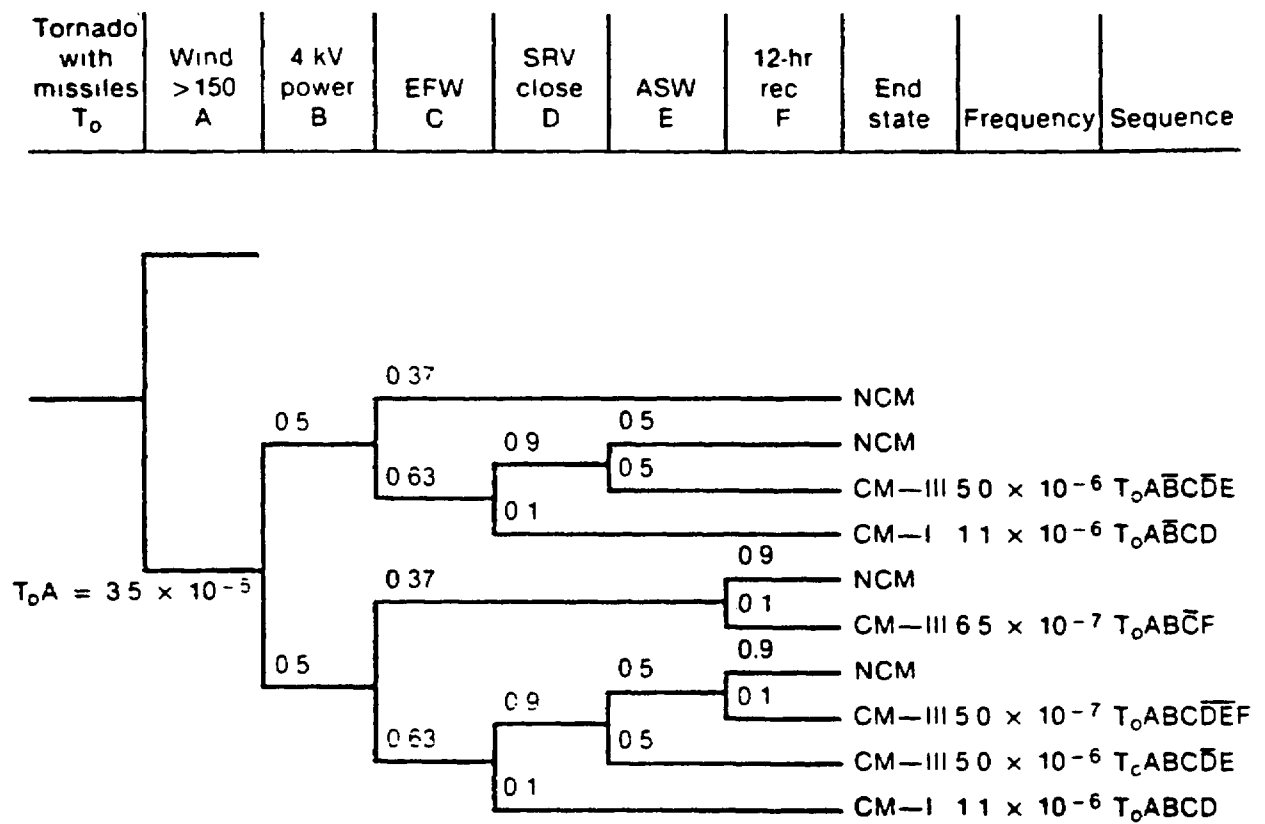 Tornado with missiles T₀
Wind >150 A
4 kV power B
EFW C
SRV close D
ASW E
12-hr rec F
End state
Frequency
Sequence
0 37
NCM
0 5
0 5
0 9
NCM
0 63
0 5
CM—III 5 0 × 10⁻⁶ T₀AB̅CD̅E
0 1
CM—I 1 1 × 10⁻⁶ T₀AB̅CD
0 9
T₀A = 3 5 × 10⁻⁵
0 37
NCM
0 1
CM—III 6 5 × 10⁻⁷ T₀ABC̅F
0.9
0 5
0 5
NCM
0 1
0 9
CM—III 5 0 × 10⁻⁷ T₀ABCD̅E̅F
0 63
0 5
CM—III 5 0 × 10⁻⁶ TcABCD̅E
0 1
CM—I 1 1 × 10⁻⁶ T₀ABCD